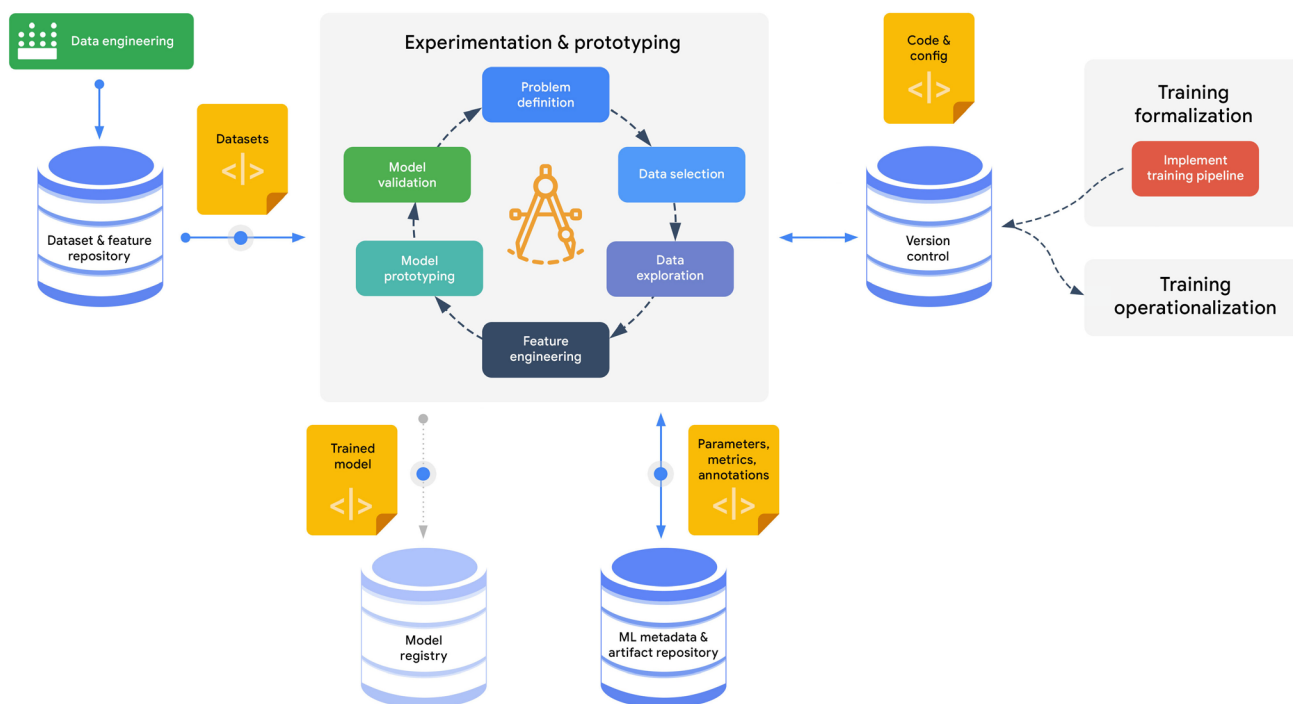 Data engineering
Datasets
</>
Dataset & feature
repository
Experimentation & prototyping
Problem
definition
Data selection
Data
exploration
Feature
engineering
Model
prototyping
Model
validation
Code &
config
<|>
Version
control
Training
formalization
Implement
training pipeline
Training
operationalization
Trained
model
<|>
Model
registry
Parameters,
metrics,
annotations
<|>
ML metadata &
artifact repository